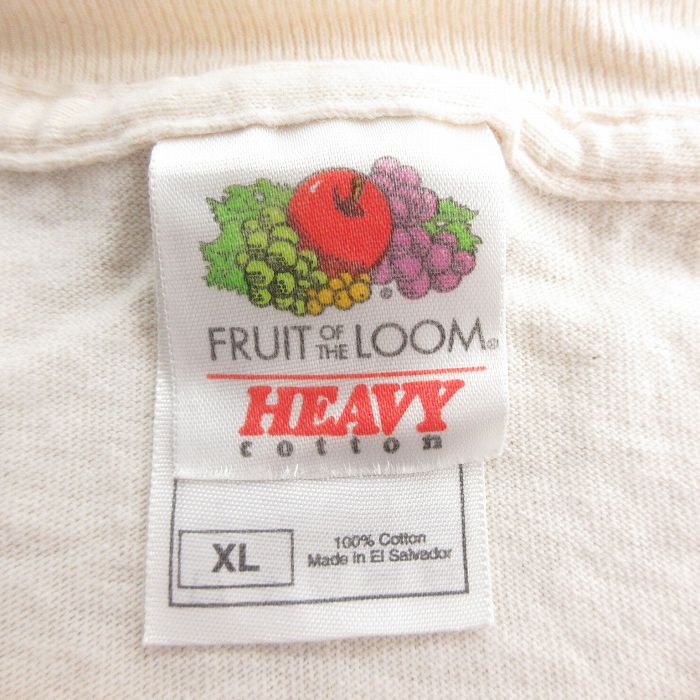 FRUIT OF THE LOOM®
HEAVY
cotton
XL
100% Cotton
Made in El Salvador